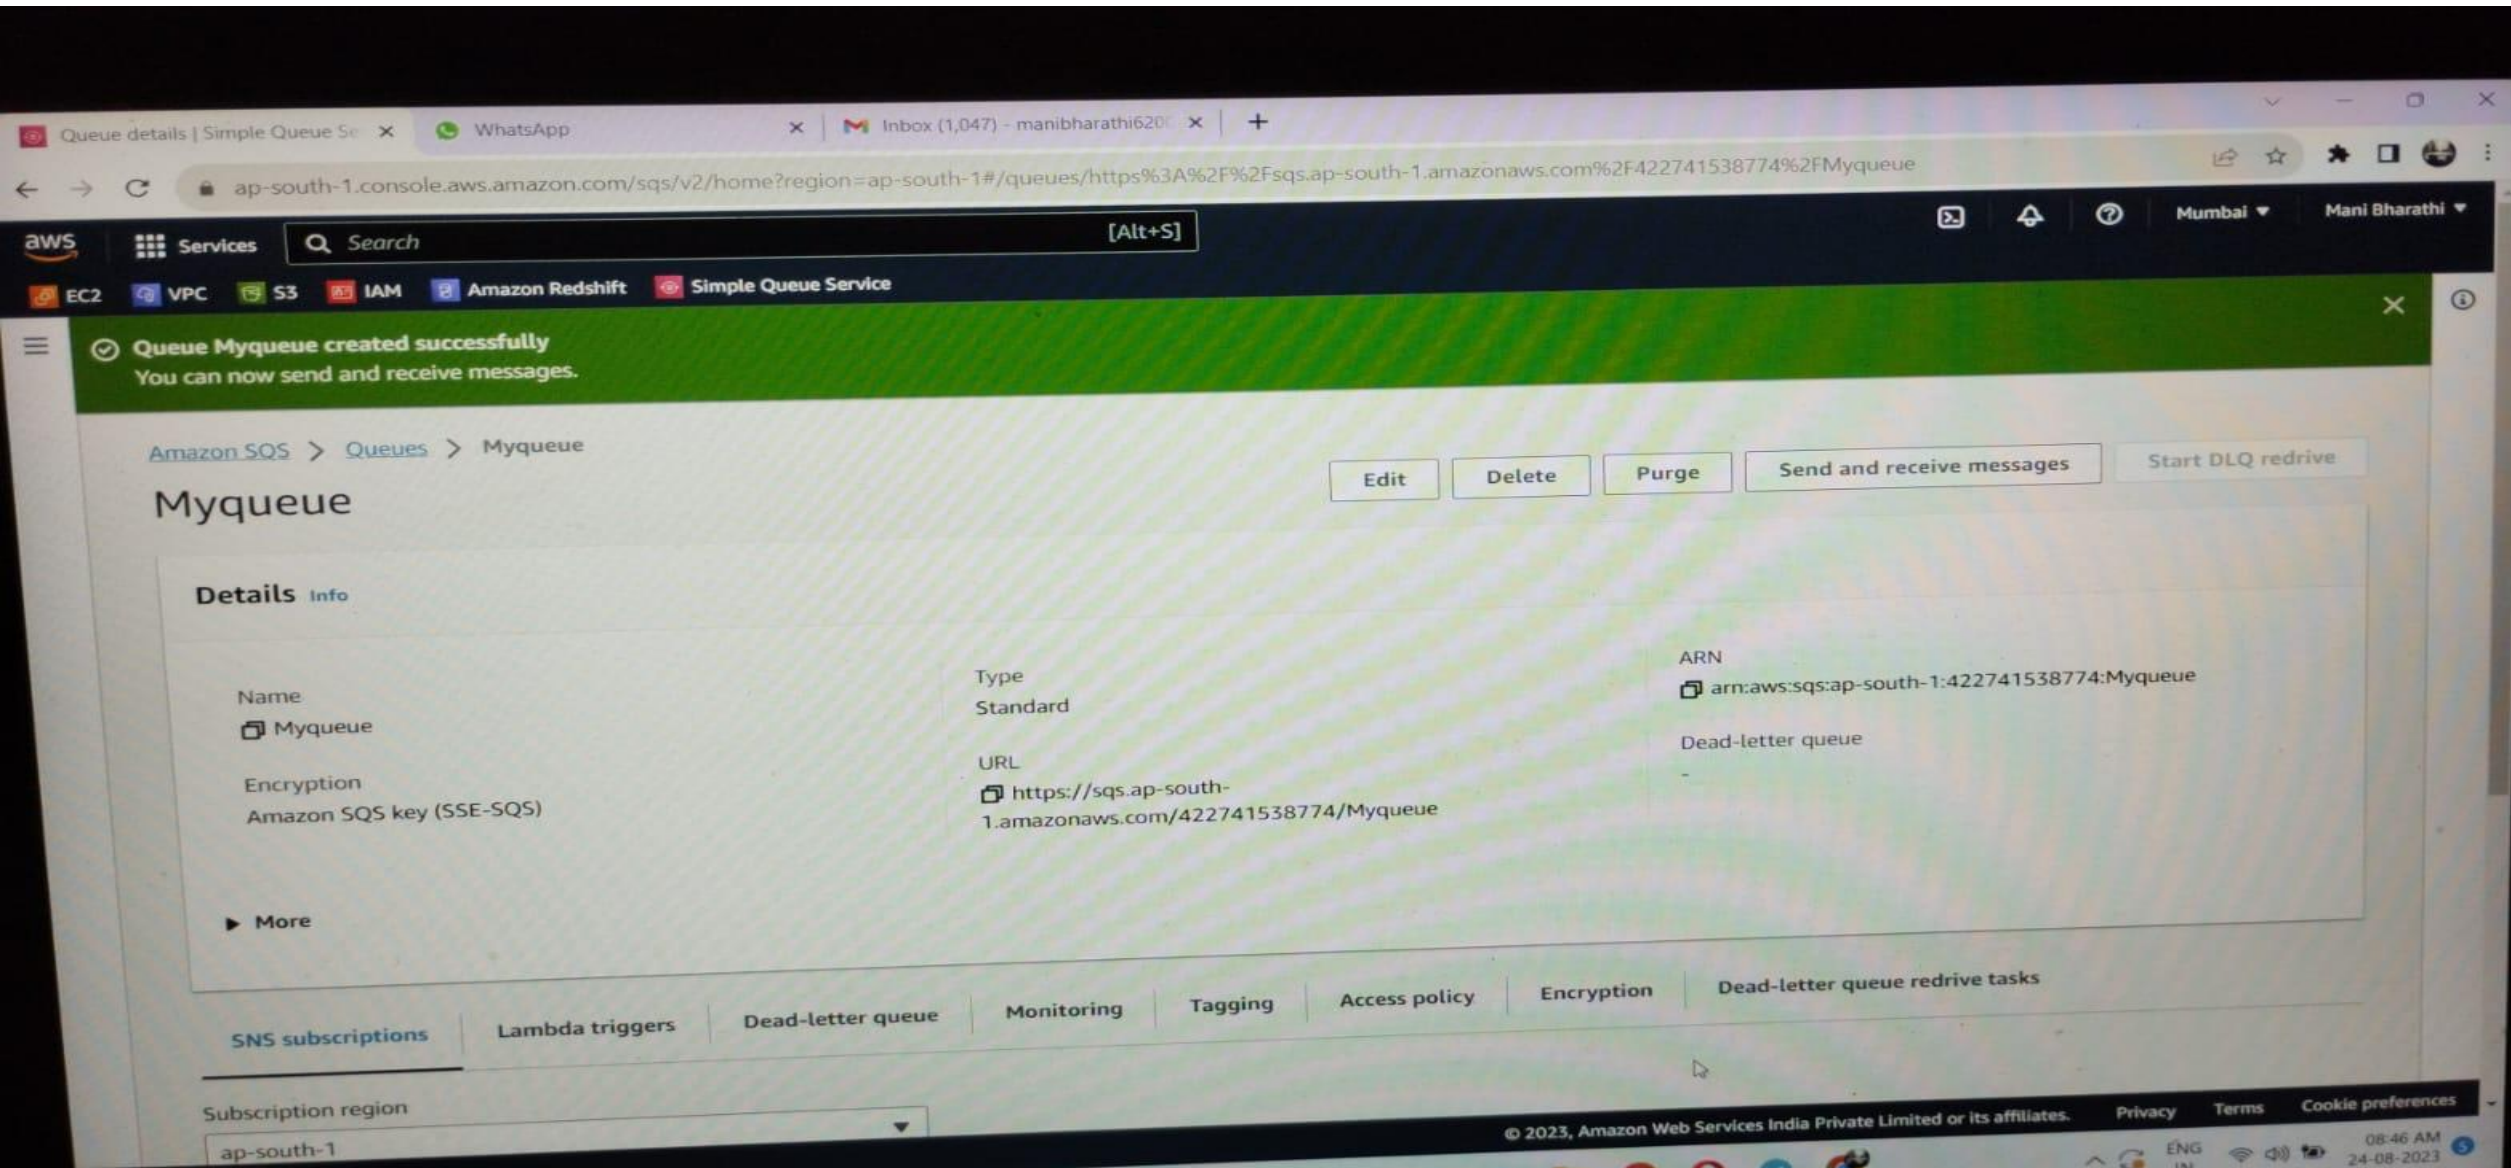 Queue details | Simple Queue Se
WhatsApp
Inbox (1,047) - manibharathi620
ap-south-1.console.aws.amazon.com/sqs/v2/home?region=ap-south-1#/queues/https%3A%2F%2Fsqs.ap-south-1.amazonaws.com%2F422741538774%2FMyqueue
aws
Services
Search
[Alt+S]
Mumbai
Mani Bharathi
EC2
VPC
S3
IAM
Amazon Redshift
Simple Queue Service
Queue Myqueue created successfully
You can now send and receive messages.
Amazon SQS > Queues > Myqueue
Myqueue
Edit
Delete
Purge
Send and receive messages
Start DLQ redrive
Details Info
Name
Myqueue
Encryption
Amazon SQS key (SSE-SQS)
Type
Standard
URL
https://sqs.ap-south-
1.amazonaws.com/422741538774/Myqueue
ARN
arn:aws:sqs:ap-south-1:422741538774:Myqueue
Dead-letter queue
-
More
SNS subscriptions
Lambda triggers
Dead-letter queue
Monitoring
Tagging
Access policy
Encryption
Dead-letter queue redrive tasks
Subscription region
ap-south-1
© 2023, Amazon Web Services India Private Limited or its affiliates.
Privacy
Terms
Cookie preferences
ENG
IN
08:46 AM
24-08-2023